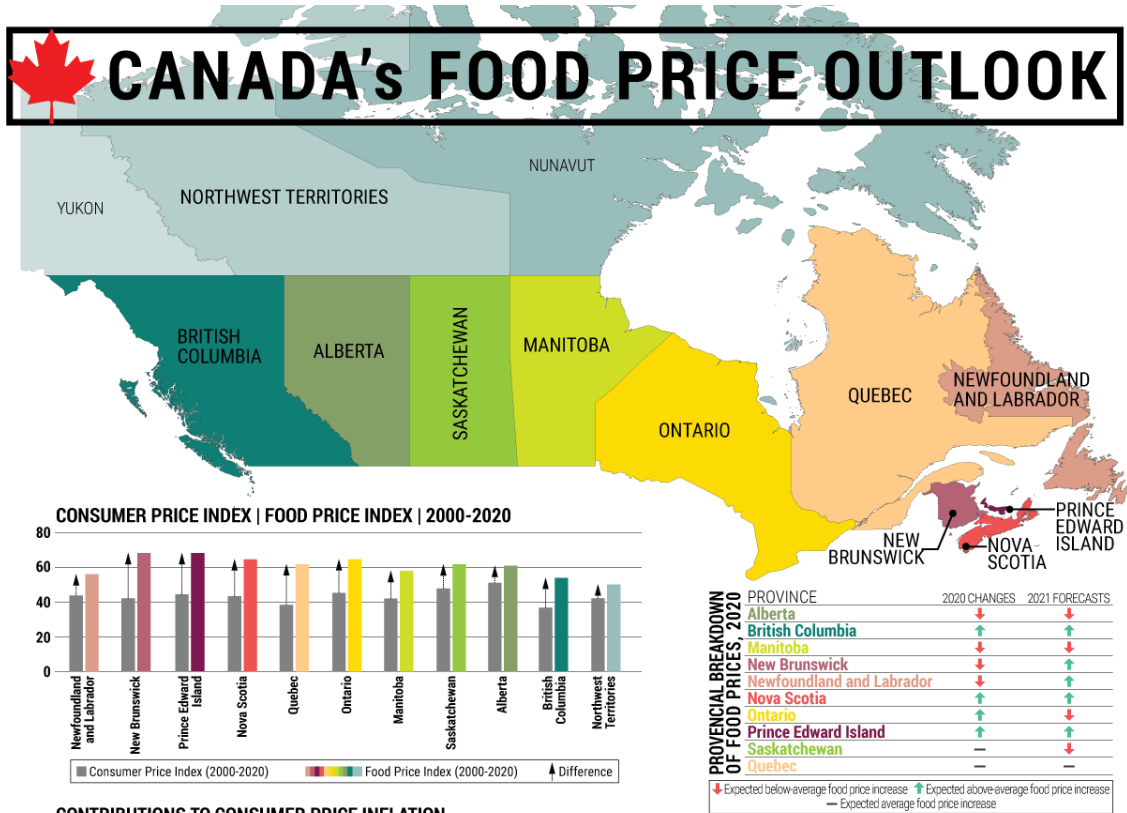 CANADA's FOOD PRICE OUTLOOK
NUNAVUT
NORTHWEST TERRITORIES
YUKON
BRITISH
COLUMBIA
ALBERTA
SASKATCHEWAN
MANITOBA
ONTARIO
QUEBEC
NEWFOUNDLAND
AND LABRADOR
PRINCE
EDWARD
ISLAND
NEW
BRUNSWICK
NOVA
SCOTIA
CONSUMER PRICE INDEX | FOOD PRICE INDEX | 2000-2020
80
60
40
20
0
Newfoundland
and Labrador
New Brunswick
Prince Edward
Island
Nova Scotia
Quebec
Ontario
Manitoba
Saskatchewan
Alberta
British
Columbia
Northwest
Territories
Consumer Price Index (2000-2020) Food Price Index (2000-2020) Difference
PROVENCIAL BREAKDOWN
OF FOOD PRICES, 2020
PROVINCE 2020 CHANGES 2021 FORECASTS
Alberta
British Columbia
Manitoba
New Brunswick
Newfoundland and Labrador
Nova Scotia
Ontario
Prince Edward Island
Saskatchewan – –
Quebec – –
Expected below-average food price increase Expected above-average food price increase
– Expected average food price increase
CONTRIBUTIONS TO CONSUMER PRICE INFLATION